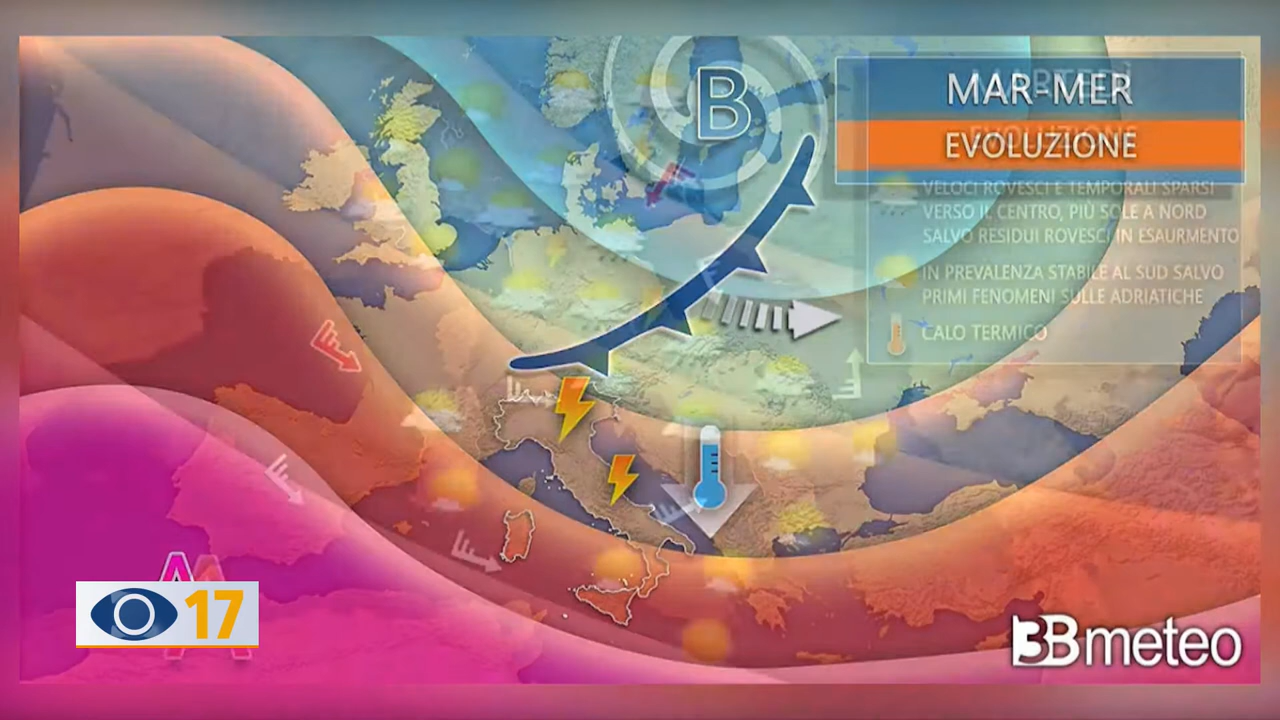 B
MAR-MER
EVOLUZIONE
VELOCI ROVESCI E TEMPORALI SPARSI
VERSO IL CENTRO, PIÙ SOLE A NORD
SALVO RESIDUI ROVESCI IN ESAURIMENTO
IN PREVALENZA STABILE AL SUD SALVO
PRIMI FENOMENI SULLE ADRIATICHE
CALO TERMICO
A
17
3Bmeteo